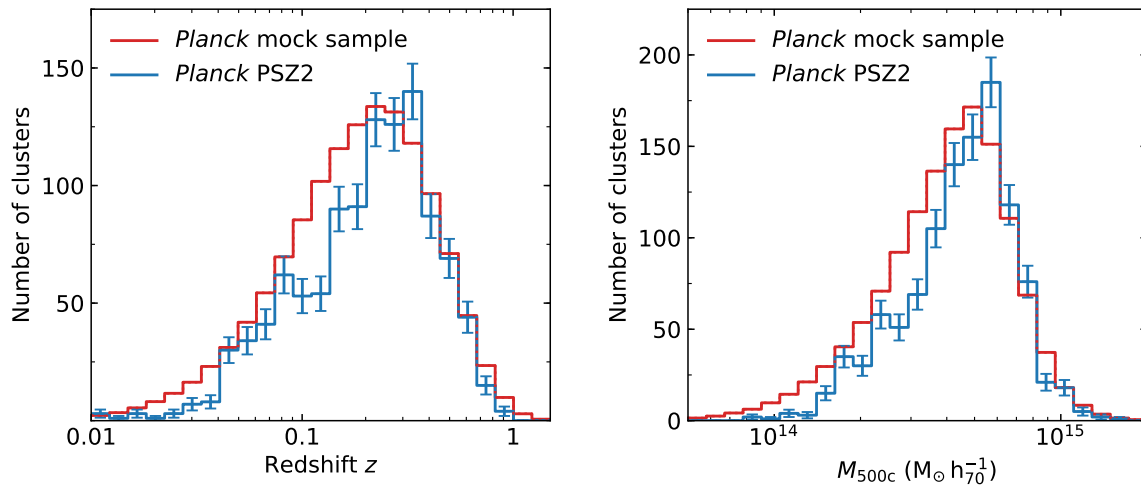 Planck mock sample
Planck PSZ2
150
100
50
Number of clusters
0.01
0.1
1
Redshift z
Planck mock sample
Planck PSZ2
200
150
100
50
0
Number of clusters
10¹⁴
10¹⁵
M₅₀₀c (M⊙ h₇₀⁻¹)